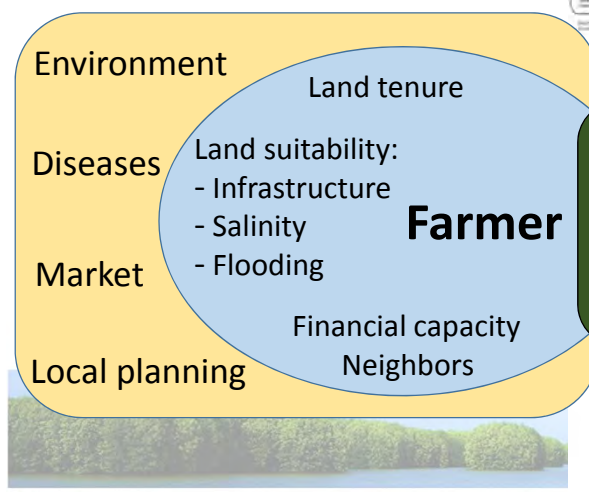 Environment
Land tenure
Diseases
Land suitability:
- Infrastructure
- Salinity
- Flooding
Farmer
Market
Financial capacity
Neighbors
Local planning